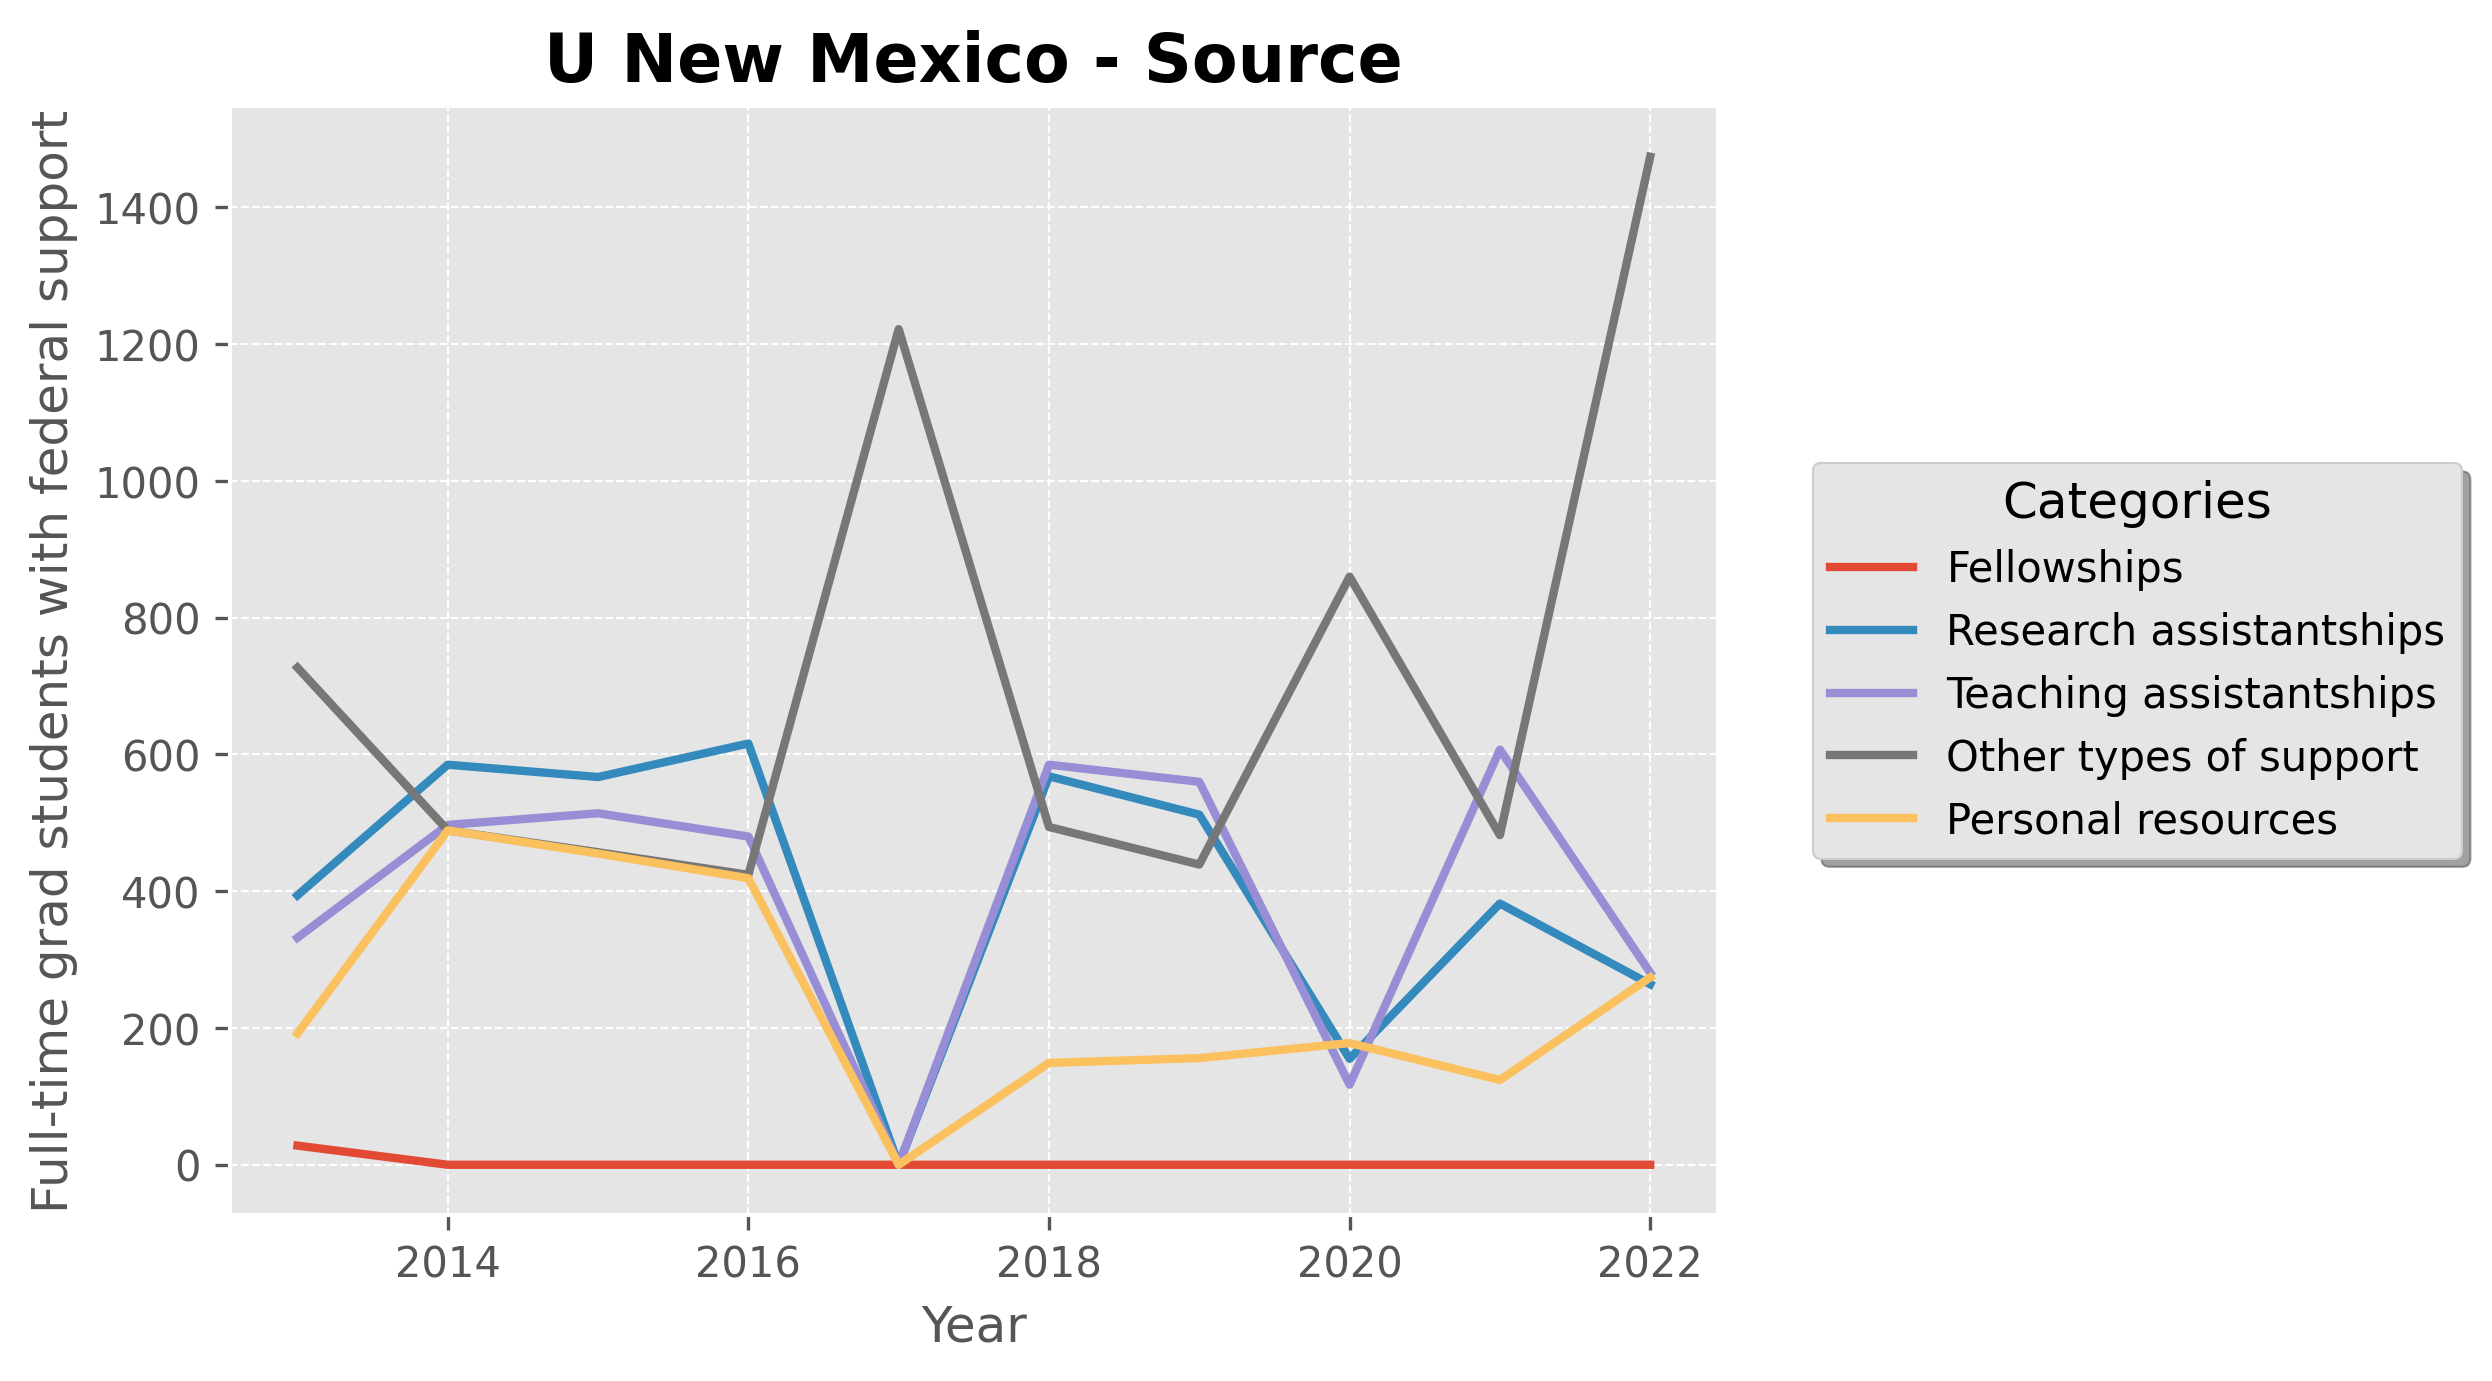 U New Mexico - Source
Full-time grad students with federal support
1400
1200
1000
800
600
400
200
0
2014 2016 2018 2020 2022
Year
Categories
Fellowships
Research assistantships
Teaching assistantships
Other types of support
Personal resources